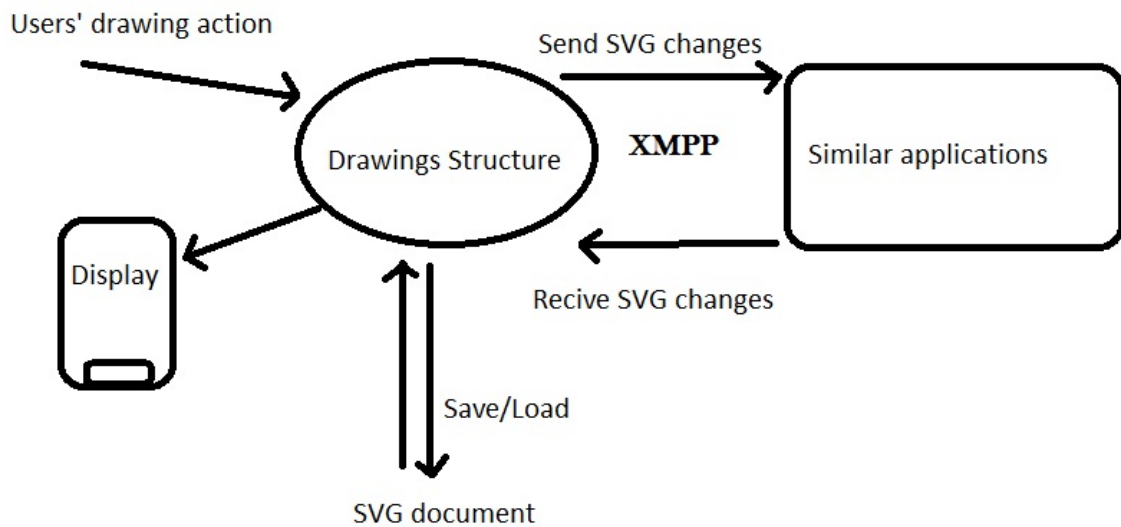 Users' drawing action
Send SVG changes
XMPP
Drawings Structure
Similar applications
Display
Recive SVG changes
Save/Load
SVG document